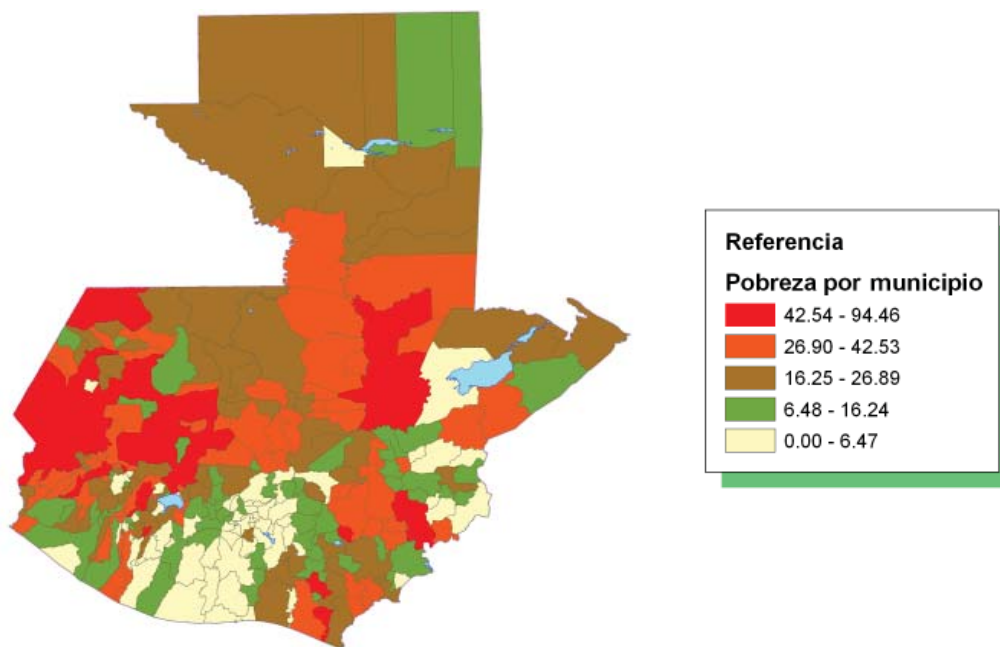 Referencia
Pobreza por municipio
42.54 - 94.46
26.90 - 42.53
16.25 - 26.89
6.48 - 16.24
0.00 - 6.47